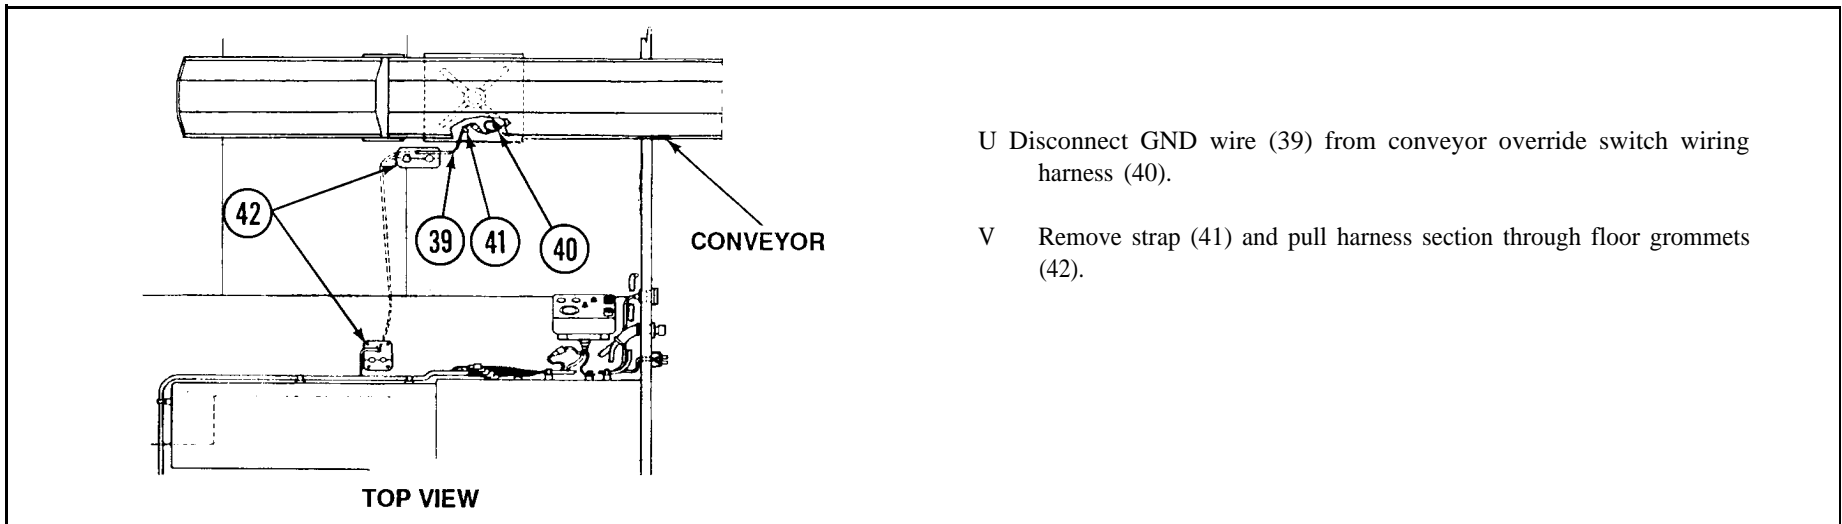 42
39
41
40
CONVEYOR
TOP VIEW
U Disconnect GND wire (39) from conveyor override switch wiring
harness (40).
V Remove strap (41) and pull harness section through floor grommets
(42).